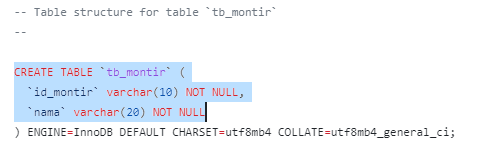 -- Table structure for table `tb_montir`
--
CREATE TABLE `tb_montir` (
`id_montir` varchar(10) NOT NULL,
`nama` varchar(20) NOT NULL
) ENGINE=InnoDB DEFAULT CHARSET=utf8mb4 COLLATE=utf8mb4_general_ci;